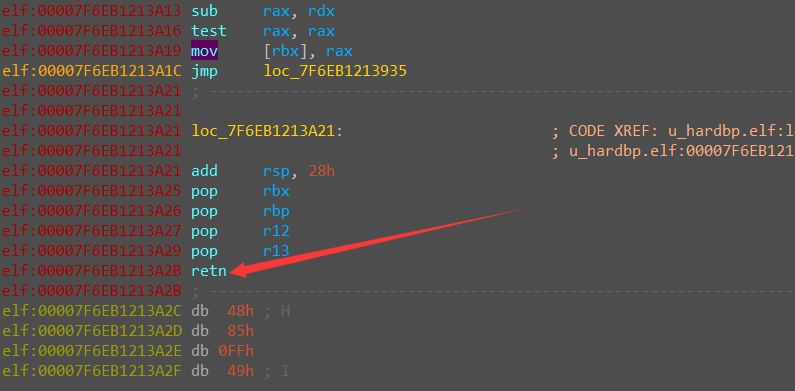 elf:00007F6EB1213A13 sub rax, rdx
elf:00007F6EB1213A16 test rax, rax
elf:00007F6EB1213A19 mov [rbx], rax
elf:00007F6EB1213A1C jmp loc_7F6EB1213935
elf:00007F6EB1213A21 ; ---------------------------------------------------------------
elf:00007F6EB1213A21
elf:00007F6EB1213A21 loc_7F6EB1213A21: ; CODE XREF: u_hardbp.elf:l
elf:00007F6EB1213A21 ; u_hardbp.elf:00007F6EB121
elf:00007F6EB1213A21 add rsp, 28h
elf:00007F6EB1213A25 pop rbx
elf:00007F6EB1213A26 pop rbp
elf:00007F6EB1213A27 pop r12
elf:00007F6EB1213A29 pop r13
elf:00007F6EB1213A2B retn
elf:00007F6EB1213A2B ; ---------------------------------------------------------------
elf:00007F6EB1213A2C db 48h ; H
elf:00007F6EB1213A2D db 85h
elf:00007F6EB1213A2E db 0FFh
elf:00007F6EB1213A2F db 49h ; I